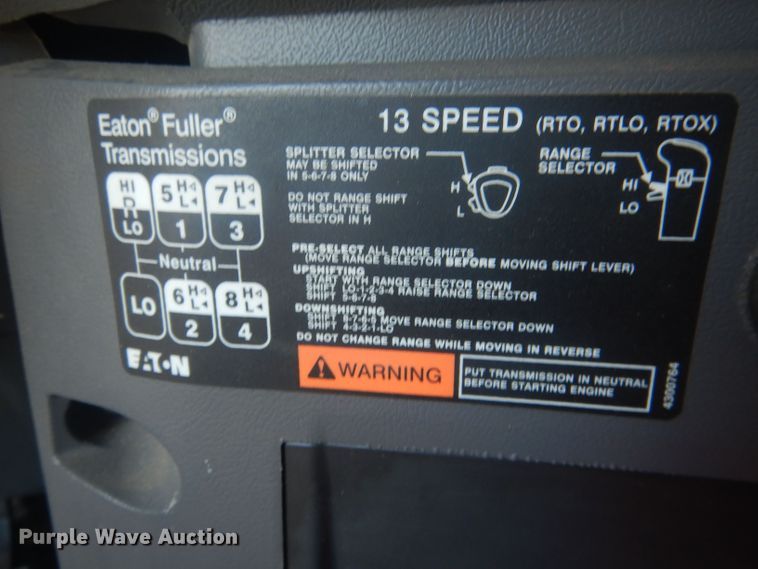 Eaton® Fuller®
Transmissions
13 SPEED (RTO, RTLO, RTOX)
SPLITTER SELECTOR
MAY BE SHIFTED
IN 5-6-7-8 ONLY
DO NOT RANGE SHIFT
WITH SPLITTER
SELECTOR IN H
H
L
RANGE
SELECTOR
HI
LO
HI
R
LO
5 H
L
1
7 H
L
3
Neutral
LO
6 H
L
2
8 H
L
4
EATON
PRE-SELECT ALL RANGE SHIFTS
(MOVE RANGE SELECTOR BEFORE MOVING SHIFT LEVER)
UPSHIFTING
START WITH RANGE SELECTOR DOWN
SHIFT LO-1-2-3-4 RAISE RANGE SELECTOR
SHIFT 5-6-7-8
DOWNSHIFTING
SHIFT 8-7-6-5 MOVE RANGE SELECTOR DOWN
SHIFT 4-3-2-1-LO
DO NOT CHANGE RANGE WHILE MOVING IN REVERSE
WARNING
PUT TRANSMISSION IN NEUTRAL
BEFORE STARTING ENGINE
4300764
Purple Wave Auction